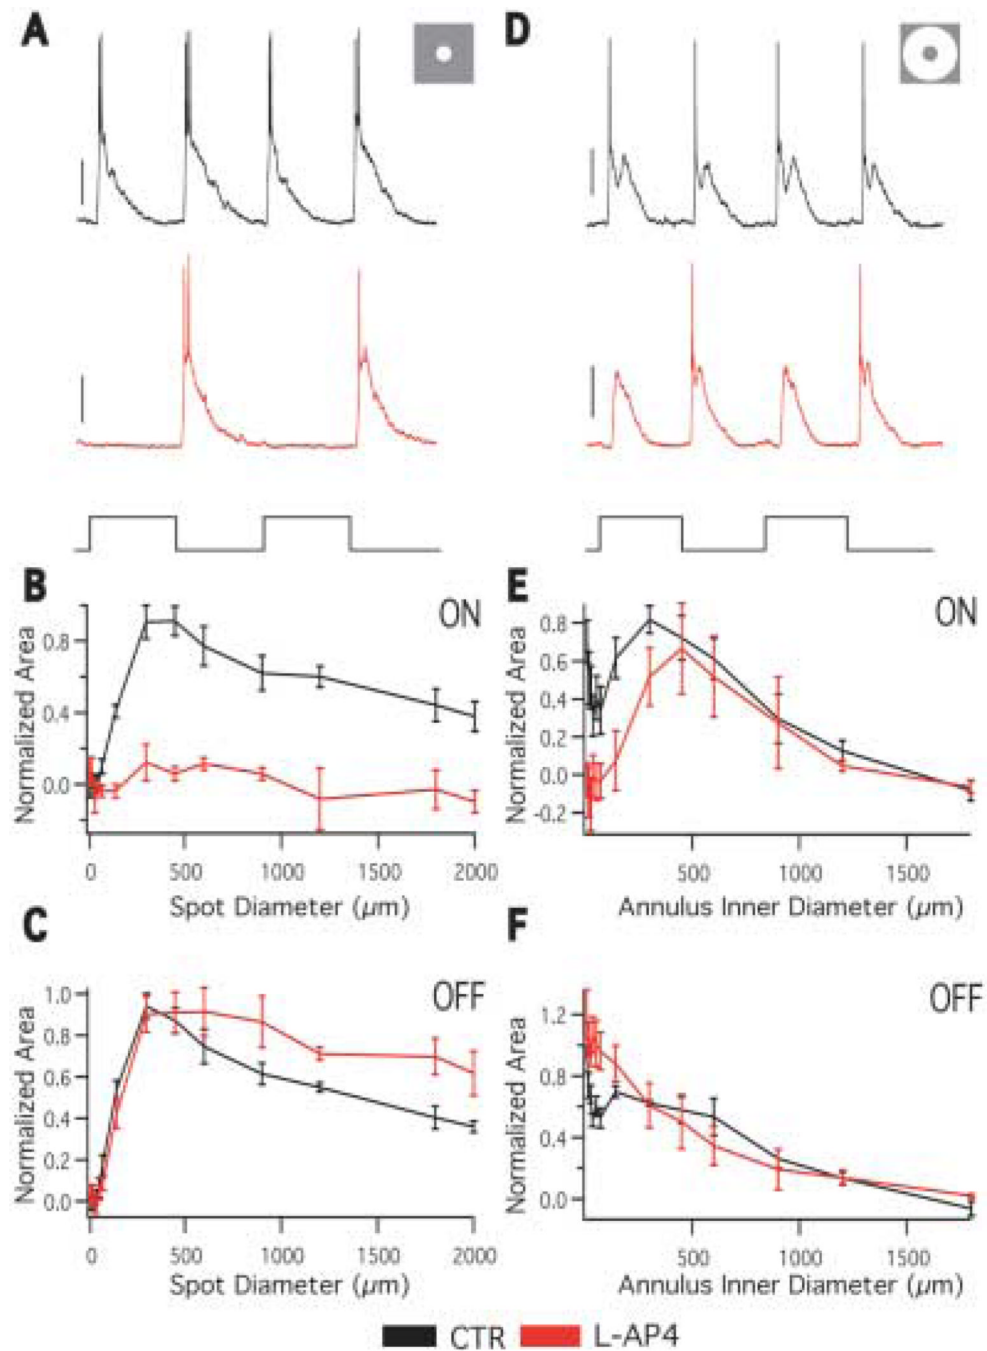 A
D
B
ON
Normalized Area
0.8
0.4
0.0
0
500
1000
1500
2000
Spot Diameter (μm)
E
ON
Normalized Area
0.8
0.6
0.4
0.2
0.0
-0.2
500
1000
1500
Annulus Inner Diameter (μm)
C
OFF
Normalized Area
1.0
0.8
0.6
0.4
0.2
0.0
0
500
1000
1500
2000
Spot Diameter (μm)
F
OFF
Normalized Area
1.2
0.8
0.4
0.0
500
1000
1500
Annulus Inner Diameter (μm)
CTR
L-AP4